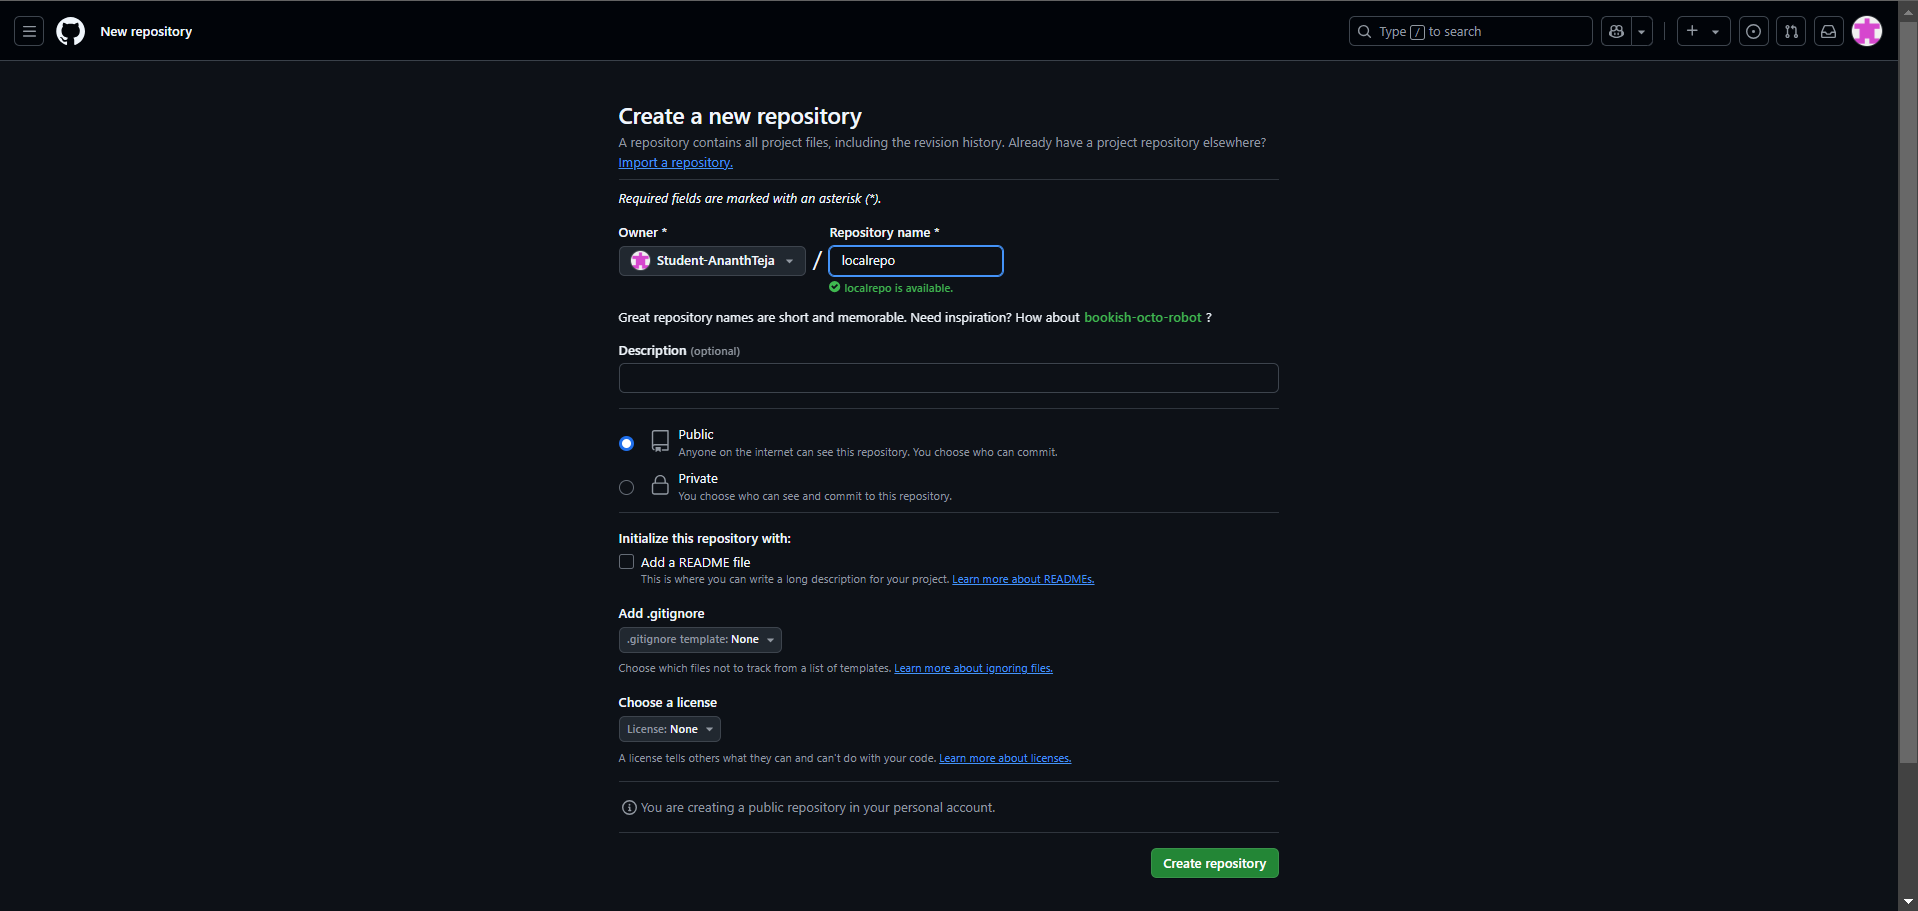 New repository
Type / to search
Create a new repository
A repository contains all project files, including the revision history. Already have a project repository elsewhere?
Import a repository.
Required fields are marked with an asterisk (*).
Owner * Repository name *
Student-AnanthTeja / localrepo
localrepo is available.
Great repository names are short and memorable. Need inspiration? How about bookish-octo-robot ?
Description (optional)
Public
Anyone on the internet can see this repository. You choose who can commit.
Private
You choose who can see and commit to this repository.
Initialize this repository with:
Add a README file
This is where you can write a long description for your project. Learn more about READMEs.
Add .gitignore
.gitignore template: None
Choose which files not to track from a list of templates. Learn more about ignoring files.
Choose a license
License: None
A license tells others what they can and can't do with your code. Learn more about licenses.
You are creating a public repository in your personal account.
Create repository